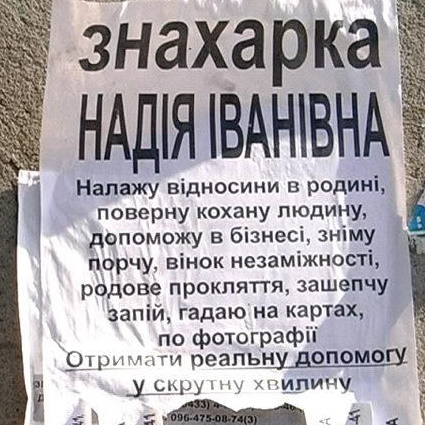 знахарка
НАДІЯ ІВАНІВНА
Налажу відносини в родині,
поверну кохану людину,
допоможу в бізнесі, зніму
порчу, вінок незаміжності,
родове прокляття, зашепчу
запій, гадаю на картах,
по фотографії
Отримати реальну допомогу
у скрутну хвилину
096-475-08-74(3)